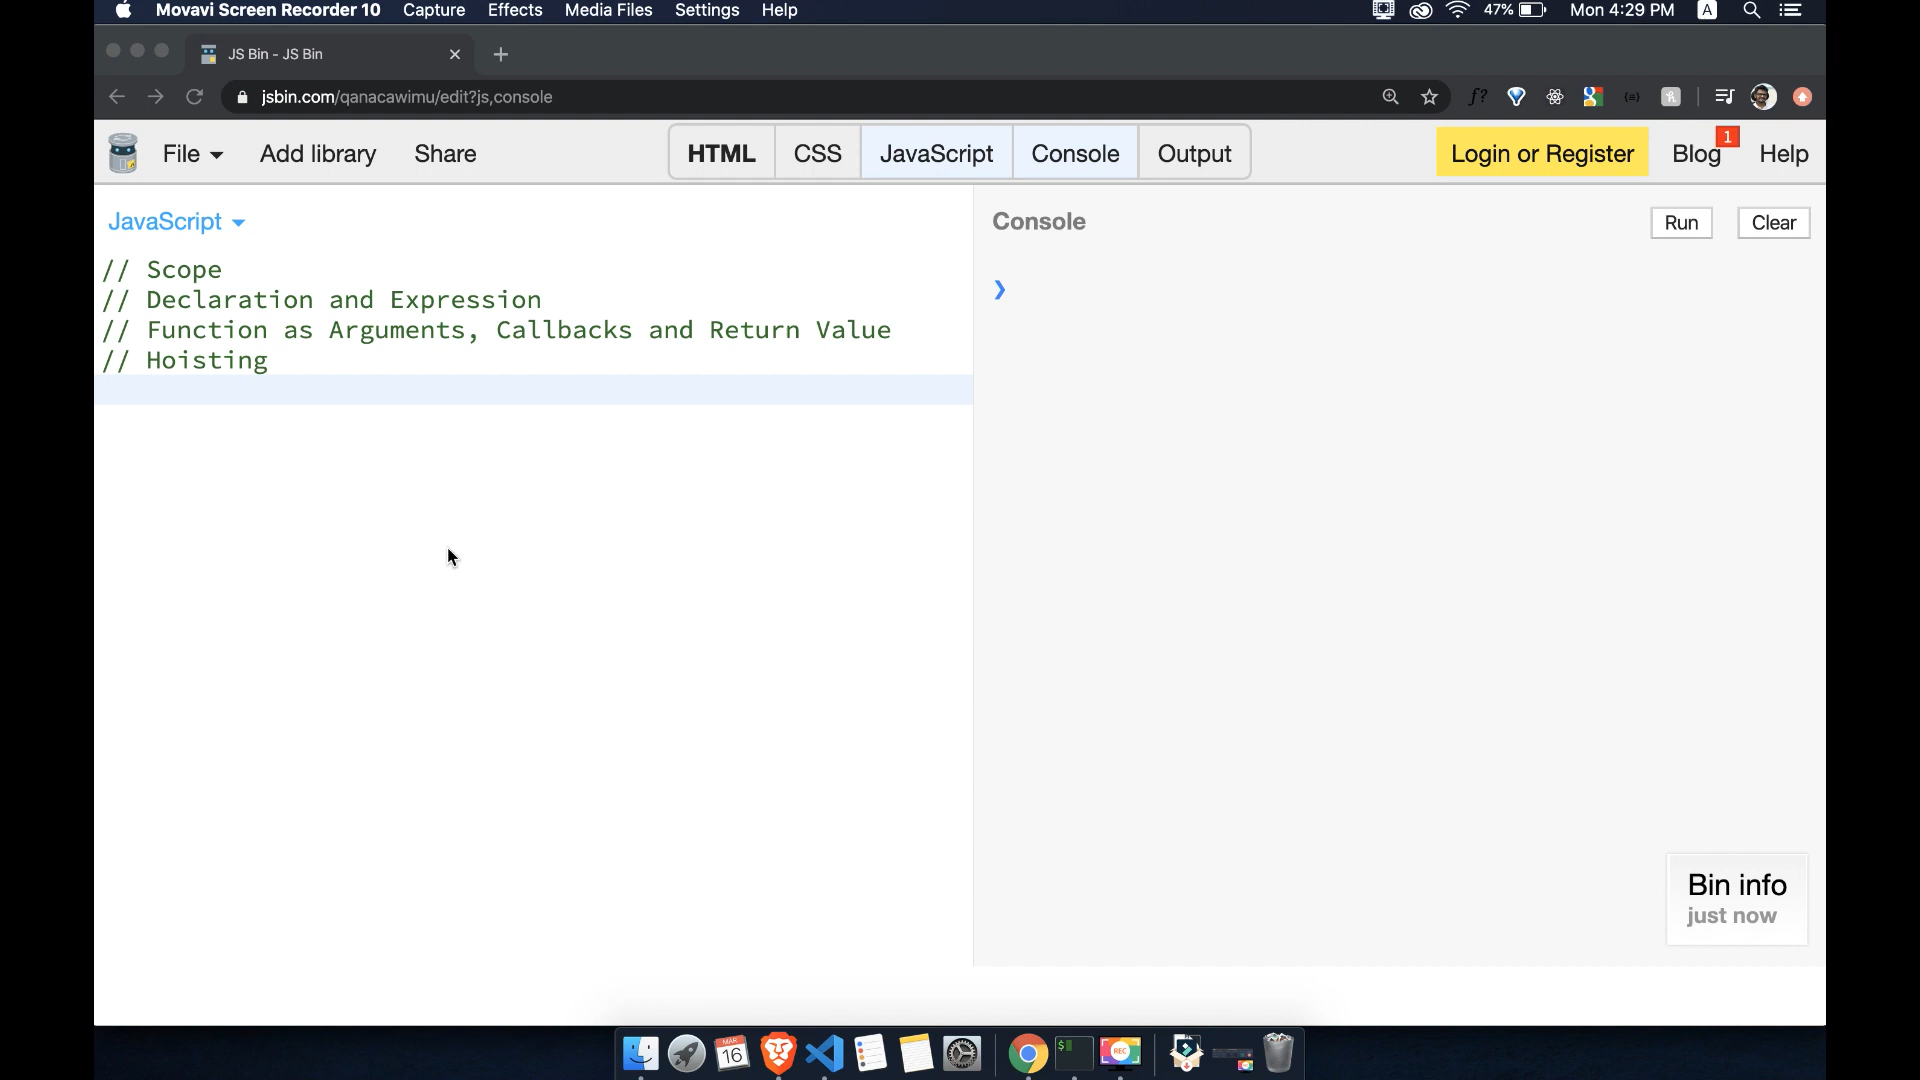 Movavi Screen Recorder 10 Capture Effects Media Files Settings Help 47% Mon 4:29 PM A
JS Bin - JS Bin
jsbin.com/qanacawimu/edit?js,console
File Add library Share HTML CSS JavaScript Console Output Login or Register Blog 1 Help
JavaScript
Console Run Clear
// Scope
// Declaration and Expression
// Function as Arguments, Callbacks and Return Value
// Hoisting
Bin info
just now
MAR
16
REC